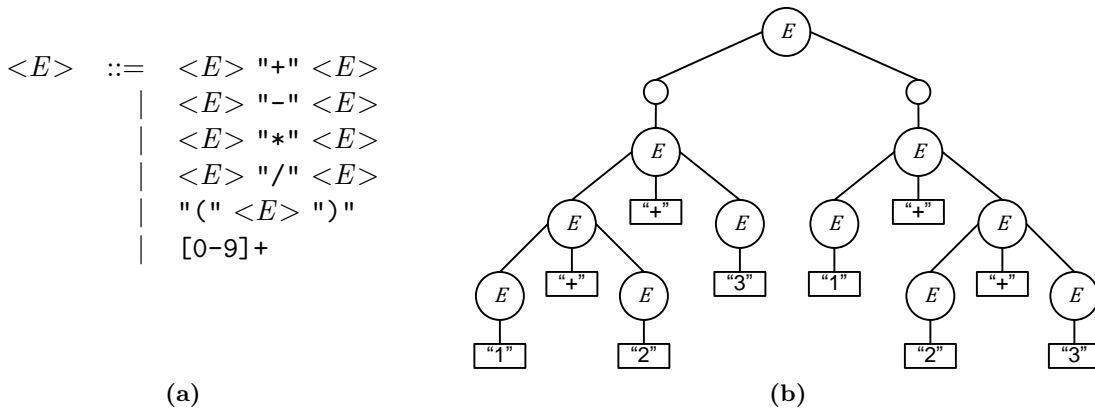 <E> ::= <E> "+" <E>
| <E> "-" <E>
| <E> "*" <E>
| <E> "/" <E>
| "(" <E> ")"
| [0-9]+
(a)
E
E E
“+” “+”
E E E E
“+” “3” “1” “+”
E E E E
“1” “2” “2” “3”
(b)